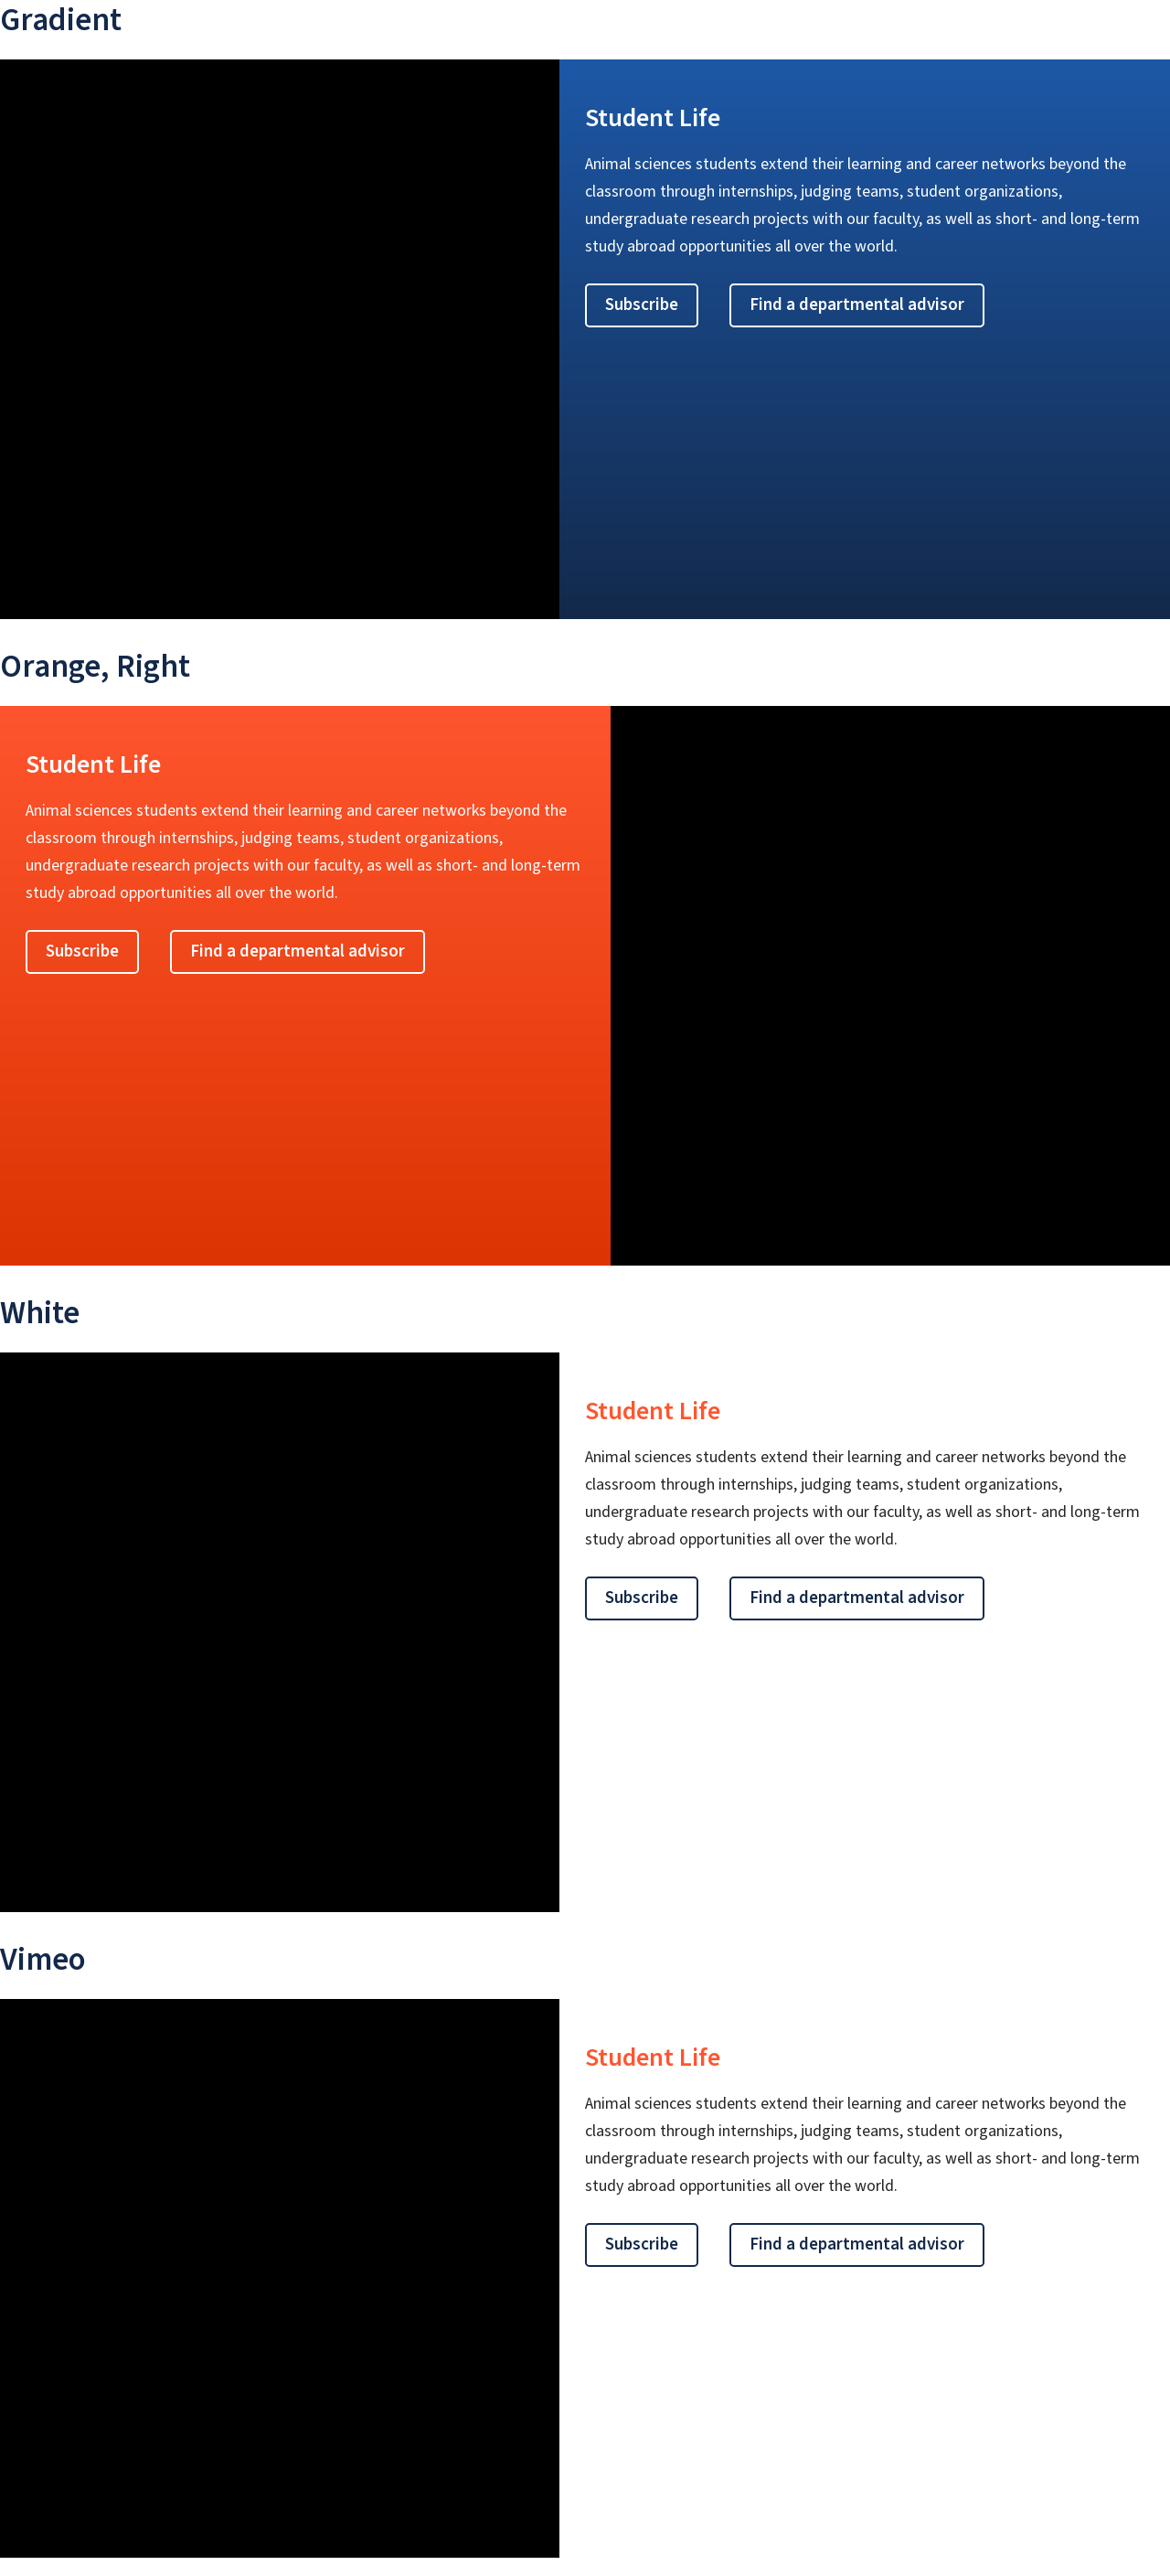 Gradient
Student Life
Animal sciences students extend their learning and career networks beyond the
classroom through internships, judging teams, student organizations,
undergraduate research projects with our faculty, as well as short- and long-term
study abroad opportunities all over the world.
Subscribe
Find a departmental advisor
Orange, Right
Student Life
Animal sciences students extend their learning and career networks beyond the
classroom through internships, judging teams, student organizations,
undergraduate research projects with our faculty, as well as short- and long-term
study abroad opportunities all over the world.
Subscribe
Find a departmental advisor
White
Student Life
Animal sciences students extend their learning and career networks beyond the
classroom through internships, judging teams, student organizations,
undergraduate research projects with our faculty, as well as short- and long-term
study abroad opportunities all over the world.
Subscribe
Find a departmental advisor
Vimeo
Student Life
Animal sciences students extend their learning and career networks beyond the
classroom through internships, judging teams, student organizations,
undergraduate research projects with our faculty, as well as short- and long-term
study abroad opportunities all over the world.
Subscribe
Find a departmental advisor